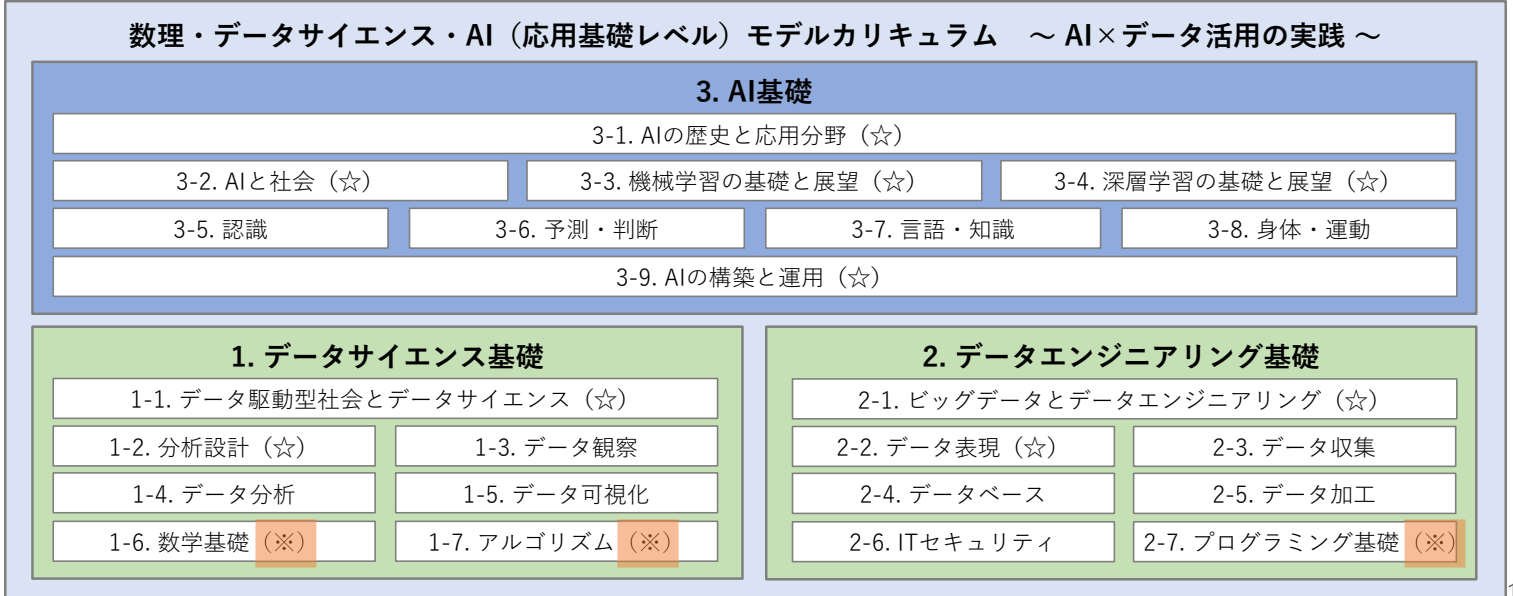 数理・データサイエンス・AI（応用基礎レベル）モデルカリキュラム　～ AI×データ活用の実践 ～
3. AI基礎
3-1. AIの歴史と応用分野（☆）
3-2. AIと社会（☆）
3-3. 機械学習の基礎と展望（☆）
3-4. 深層学習の基礎と展望（☆）
3-5. 認識
3-6. 予測・判断
3-7. 言語・知識
3-8. 身体・運動
3-9. AIの構築と運用（☆）
1. データサイエンス基礎
1-1. データ駆動型社会とデータサイエンス（☆）
1-2. 分析設計（☆）
1-3. データ観察
1-4. データ分析
1-5. データ可視化
1-6. 数学基礎（※）
1-7. アルゴリズム（※）
2. データエンジニアリング基礎
2-1. ビッグデータとデータエンジニアリング（☆）
2-2. データ表現（☆）
2-3. データ収集
2-4. データベース
2-5. データ加工
2-6. ITセキュリティ
2-7. プログラミング基礎（※）